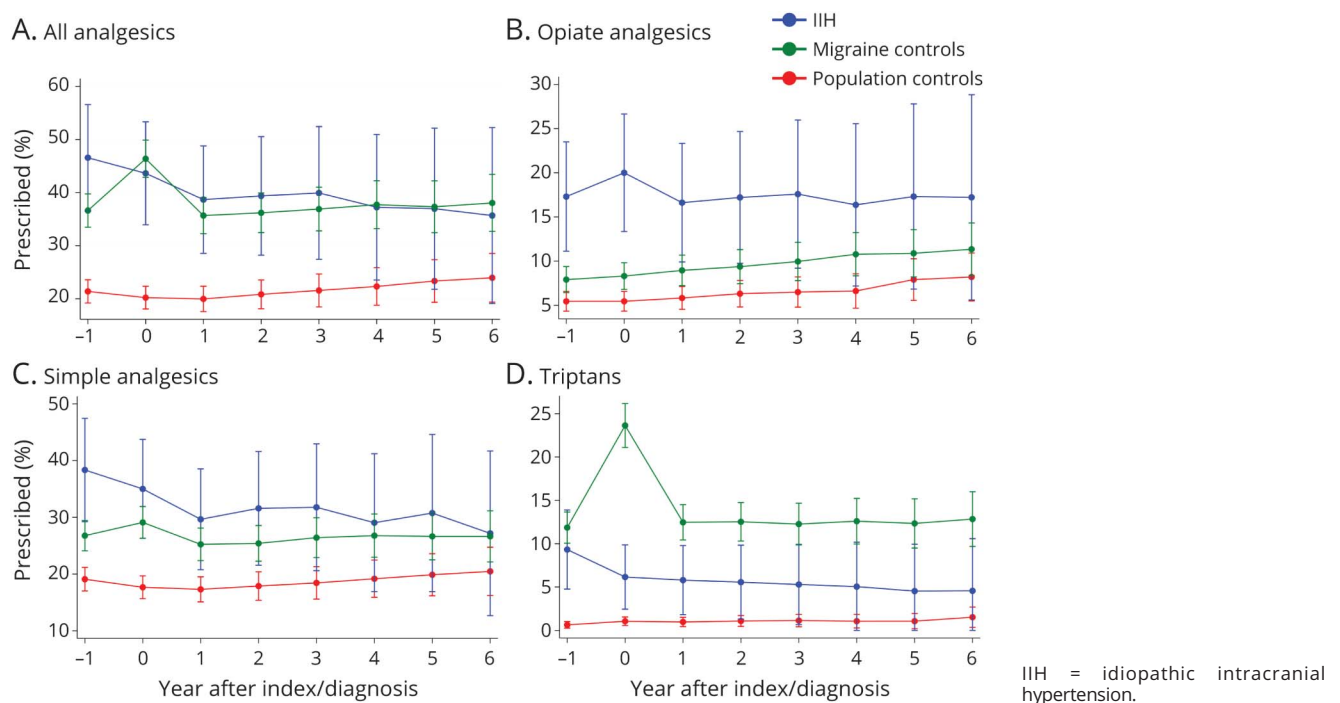 A. All analgesics
B. Opiate analgesics
IIH
Migraine controls
Population controls
Prescribed (%)
60
50
40
30
20
–1 0 1 2 3 4 5 6
30
25
20
15
10
5
–1 0 1 2 3 4 5 6
C. Simple analgesics
D. Triptans
Prescribed (%)
50
40
30
20
10
–1 0 1 2 3 4 5 6
Year after index/diagnosis
25
20
15
10
5
0
–1 0 1 2 3 4 5 6
Year after index/diagnosis
IIH = idiopathic intracranial
hypertension.